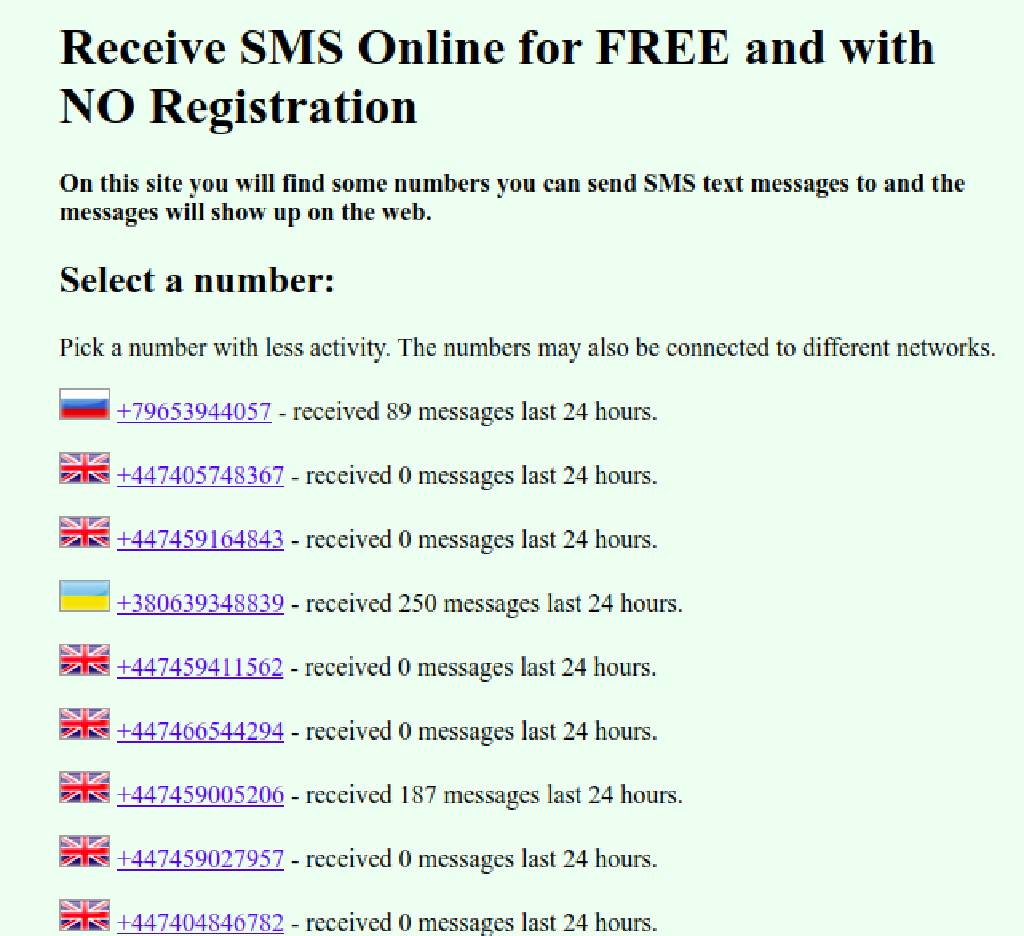 Receive SMS Online for FREE and with
NO Registration
On this site you will find some numbers you can send SMS text messages to and the
messages will show up on the web.
Select a number:
Pick a number with less activity. The numbers may also be connected to different networks.
+79653944057 - received 89 messages last 24 hours.
+447405748367 - received 0 messages last 24 hours.
+447459164843 - received 0 messages last 24 hours.
+380639348839 - received 250 messages last 24 hours.
+447459411562 - received 0 messages last 24 hours.
+447466544294 - received 0 messages last 24 hours.
+447459005206 - received 187 messages last 24 hours.
+447459027957 - received 0 messages last 24 hours.
+447404846782 - received 0 messages last 24 hours.